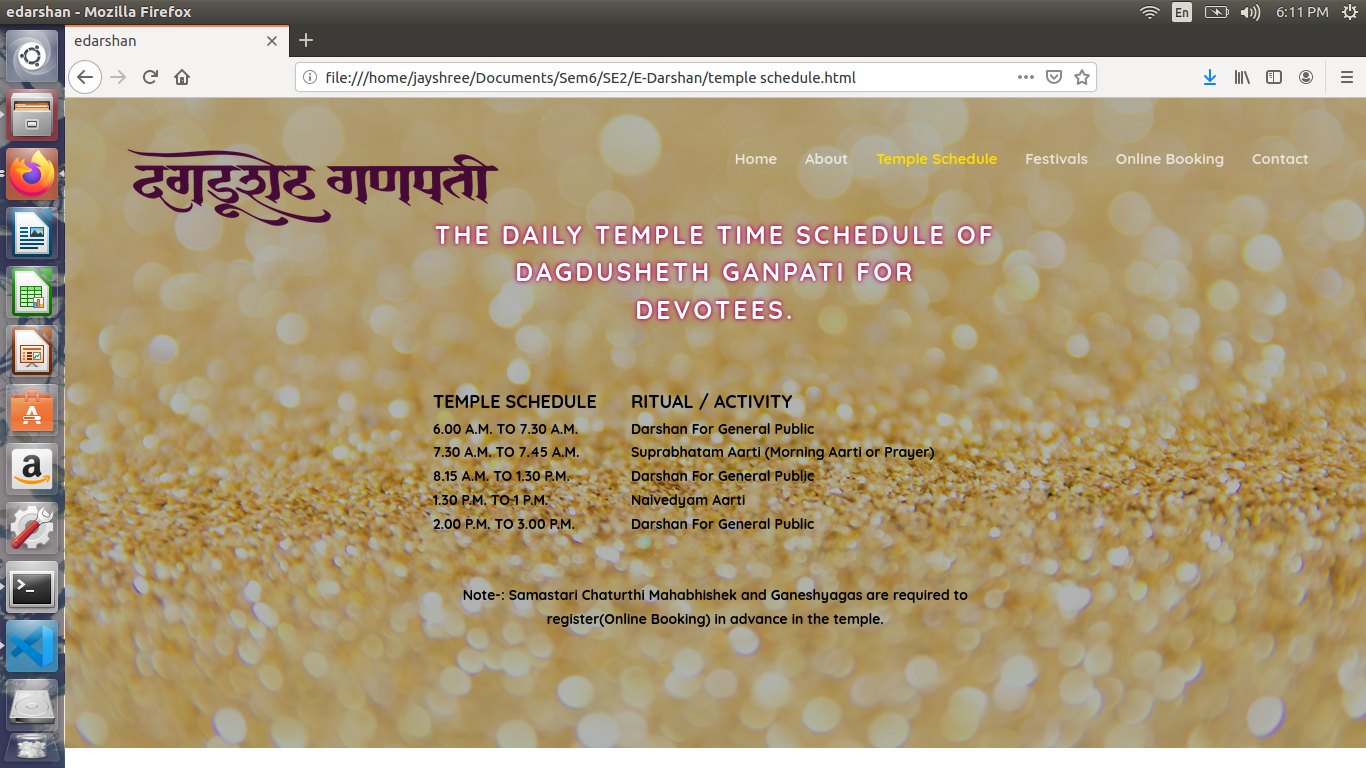 edarshan - Mozilla Firefox
En
6:11 PM
edarshan
file:///home/jayshree/Documents/Sem6/SE2/E-Darshan/temple schedule.html
दगडूशेठ गणपती
Home About Temple Schedule Festivals Online Booking Contact
THE DAILY TEMPLE TIME SCHEDULE OF
DAGDUSHETH GANPATI FOR
DEVOTEES.
TEMPLE SCHEDULE RITUAL / ACTIVITY
6.00 A.M. TO 7.30 A.M. Darshan For General Public
7.30 A.M. TO 7.45 A.M. Suprabhatam Aarti (Morning Aarti or Prayer)
8.15 A.M. TO 1.30 P.M. Darshan For General Public
1.30 P.M. TO 1 P.M. Naivedyam Aarti
2.00 P.M. TO 3.00 P.M. Darshan For General Public
Note-: Samastari Chaturthi Mahabhishek and Ganeshyagas are required to
register(Online Booking) in advance in the temple.